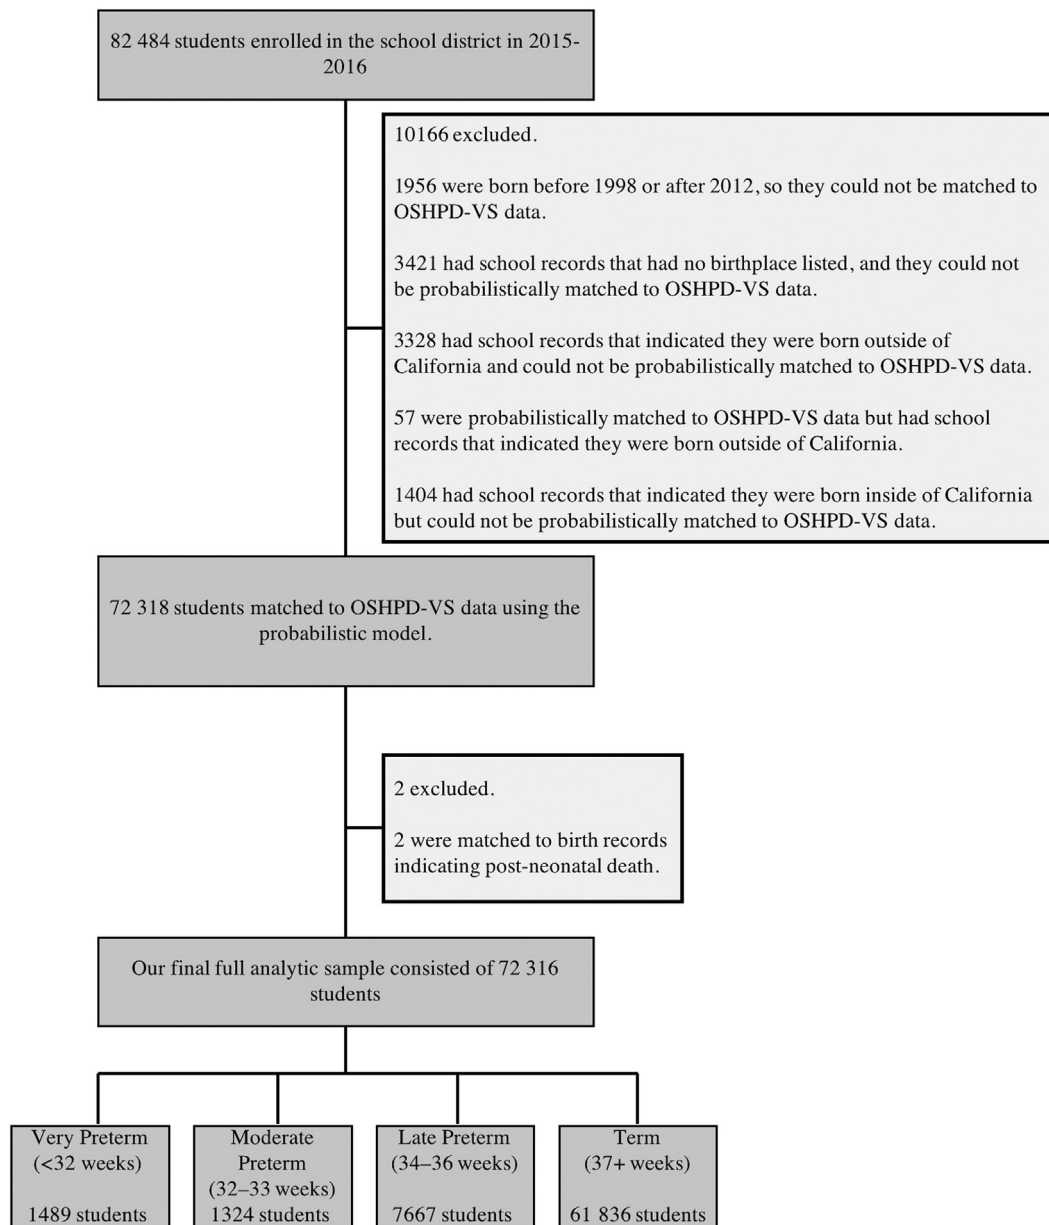 82 484 students enrolled in the school district in 2015-
2016
10166 excluded.
1956 were born before 1998 or after 2012, so they could not be matched to
OSHPD-VS data.
3421 had school records that had no birthplace listed, and they could not
be probabilistically matched to OSHPD-VS data.
3328 had school records that indicated they were born outside of
California and could not be probabilistically matched to OSHPD-VS data.
57 were probabilistically matched to OSHPD-VS data but had school
records that indicated they were born outside of California.
1404 had school records that indicated they were born inside of California
but could not be probabilistically matched to OSHPD-VS data.
72 318 students matched to OSHPD-VS data using the
probabilistic model.
2 excluded.
2 were matched to birth records
indicating post-neonatal death.
Our final full analytic sample consisted of 72 316
students
Very Preterm
(<32 weeks)
1489 students
Moderate
Preterm
(32–33 weeks)
1324 students
Late Preterm
(34–36 weeks)
7667 students
Term
(37+ weeks)
61 836 students